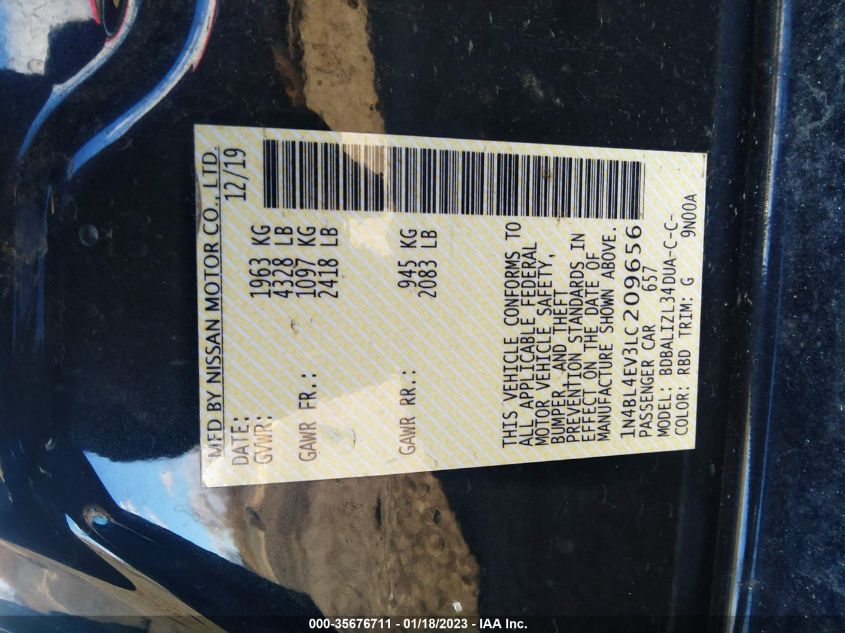 MFD BY NISSAN MOTOR CO., LTD.
DATE: 12/19
GVWR: 1963 KG
4328 LB
GAWR FR.: 1097 KG
2418 LB
GAWR RR.: 945 KG
2083 LB
THIS VEHICLE CONFORMS TO
ALL APPLICABLE FEDERAL
MOTOR VEHICLE SAFETY,
BUMPER, AND THEFT
PREVENTION STANDARDS IN
EFFECT ON THE DATE OF
MANUFACTURE SHOWN ABOVE.
1N4BL4EV3LC209656
PASSENGER CAR 657
MODEL: BDBALIZL34DUA-C-C-
COLOR: RBD TRIM: G 9N00A
000-35676711 - 01/18/2023 - IAA Inc.